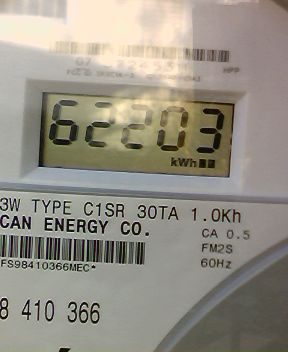 HPP
62203
kWh
3W TYPE C1SR 30TA 1.0Kh
CAN ENERGY CO.
CA 0.5
FM2S
FS98410366MEC*
60Hz
8 410 366